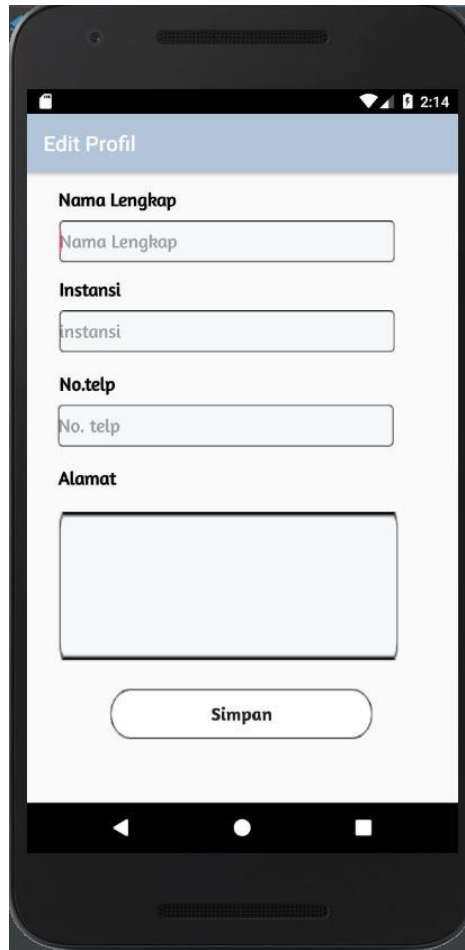 2:14
Edit Profil
Nama Lengkap
Nama Lengkap
Instansi
instansi
No.telp
No. telp
Alamat
Simpan